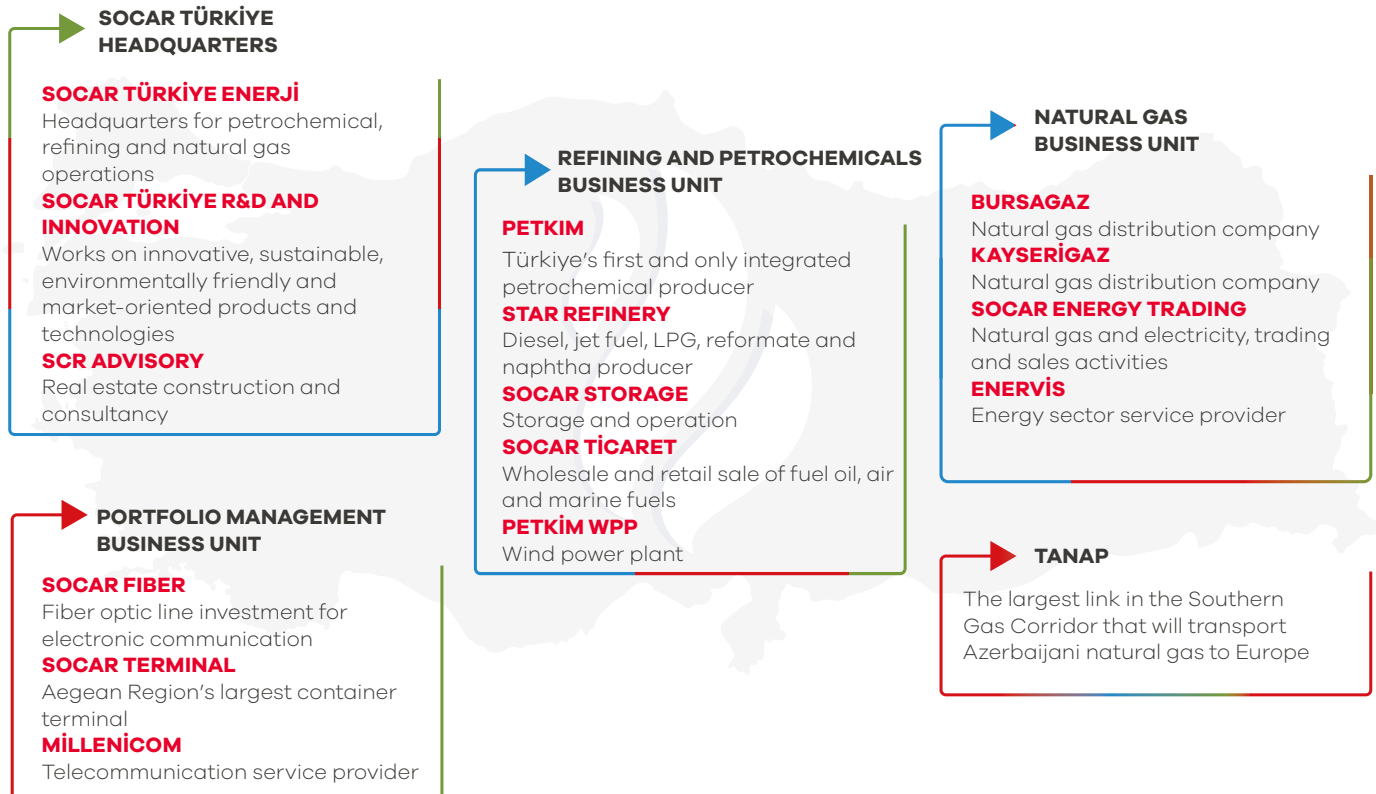 SOCAR TÜRKİYE
HEADQUARTERS
SOCAR TÜRKİYE ENERJİ
Headquarters for petrochemical,
refining and natural gas
operations
SOCAR TÜRKİYE R&D AND
INNOVATION
Works on innovative, sustainable,
environmentally friendly and
market-oriented products and
technologies
SCR ADVISORY
Real estate construction and
consultancy
PORTFOLIO MANAGEMENT
BUSINESS UNIT
SOCAR FIBER
Fiber optic line investment for
electronic communication
SOCAR TERMINAL
Aegean Region's largest container
terminal
MİLLENİCOM
Telecommunication service provider
REFINING AND PETROCHEMICALS
BUSINESS UNIT
PETKIM
Türkiye's first and only integrated
petrochemical producer
STAR REFINERY
Diesel, jet fuel, LPG, reformate and
naphtha producer
SOCAR STORAGE
Storage and operation
SOCAR TİCARET
Wholesale and retail sale of fuel oil, air
and marine fuels
PETKİM WPP
Wind power plant
NATURAL GAS
BUSINESS UNIT
BURSAGAZ
Natural gas distribution company
KAYSERİGAZ
Natural gas distribution company
SOCAR ENERGY TRADING
Natural gas and electricity, trading
and sales activities
ENERVİS
Energy sector service provider
TANAP
The largest link in the Southern
Gas Corridor that will transport
Azerbaijani natural gas to Europe